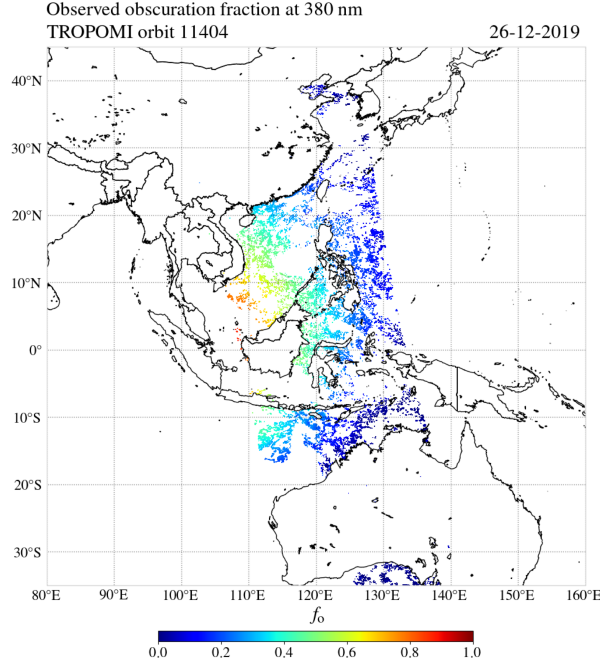 Observed obscuration fraction at 380 nm
TROPOMI orbit 11404 26-12-2019
40°N
30°N
20°N
10°N
0°
10°S
20°S
30°S
80°E 90°E 100°E 110°E 120°E 130°E 140°E 150°E 160°E
fo
0.0 0.2 0.4 0.6 0.8 1.0